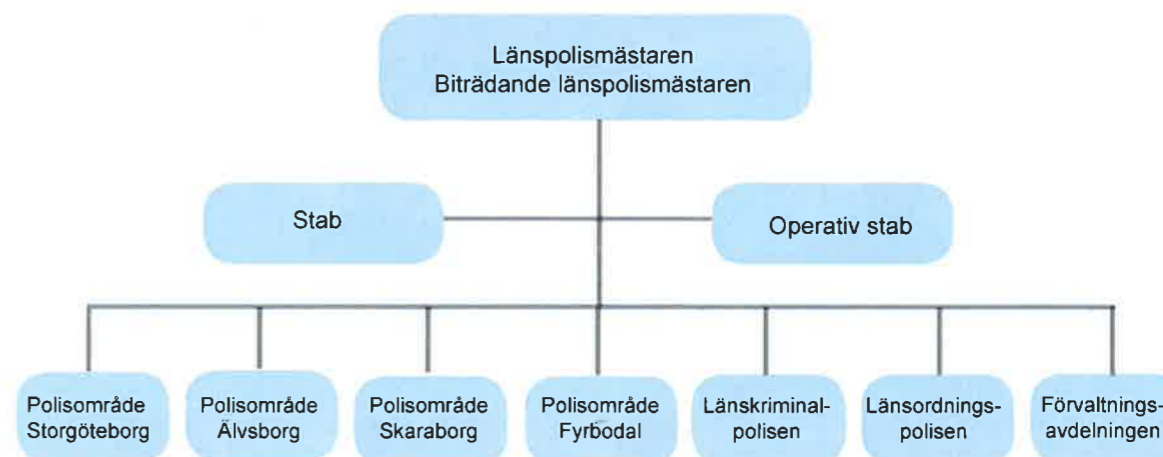 Länspolismästaren
Biträdande länspolismästaren
Stab
Operativ stab
Polisområde
Storgöteborg
Polisområde
Älvsborg
Polisområde
Skaraborg
Polisområde
Fyrbodal
Länskriminal-
polisen
Länsordnings-
polisen
Förvaltnings-
avdelningen